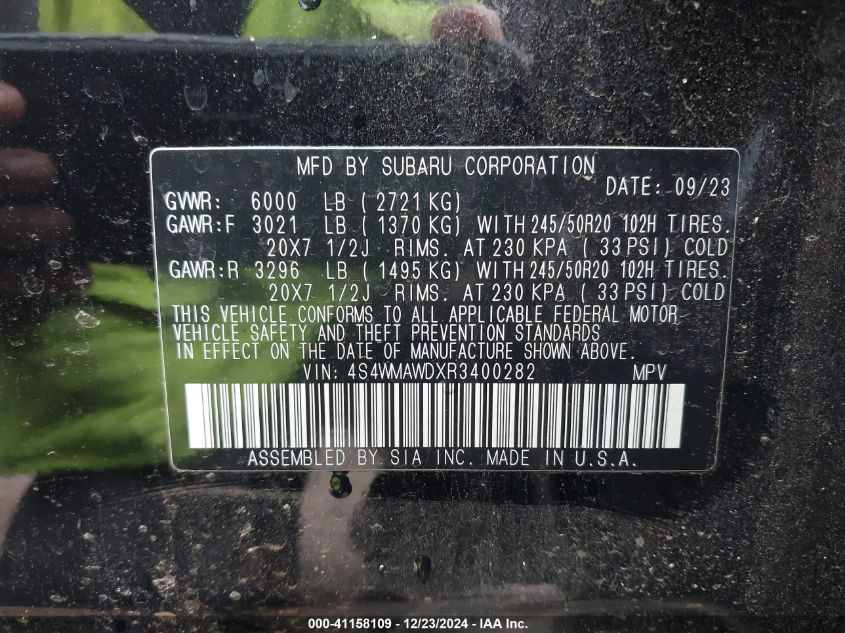 MFD BY SUBARU CORPORATION
DATE: 09/23
GVWR: 6000 LB ( 2721 KG)
GAWR:F 3021 LB ( 1370 KG) WITH 245/50R20 102H TIRES.
20X7 1/2J RIMS. AT 230 KPA ( 33 PSI) COLD
GAWR:R 3296 LB ( 1495 KG) WITH 245/50R20 102H TIRES.
20X7 1/2J RIMS. AT 230 KPA ( 33 PSI) COLD
THIS VEHICLE CONFORMS TO ALL APPLICABLE FEDERAL MOTOR
VEHICLE SAFETY AND THEFT PREVENTION STANDARDS
IN EFFECT ON THE DATE OF MANUFACTURE SHOWN ABOVE.
VIN: 4S4WMAWDXR3400282 MPV
ASSEMBLED BY SIA INC. MADE IN U.S.A.
000-41158109 - 12/23/2024 - IAA Inc.